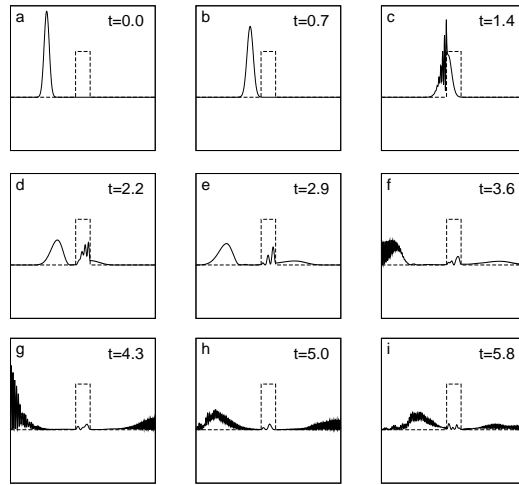 a t=0.0
b t=0.7
c t=1.4
d t=2.2
e t=2.9
f t=3.6
g t=4.3
h t=5.0
i t=5.8